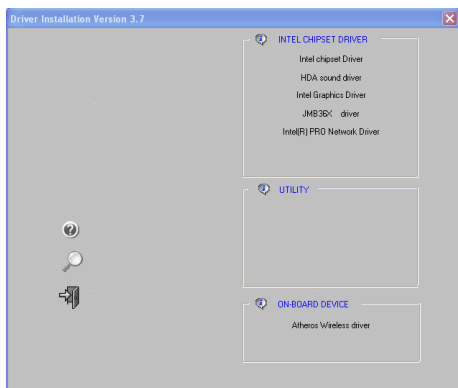 Driver Installation Version 3.7
INTEL CHIPSET DRIVER
Intel chipset Driver
HDA sound driver
Intel Graphics Driver
JMB36X driver
Intel(R) PRO Network Driver
UTILITY
ON-BOARD DEVICE
Atheros Wireless driver